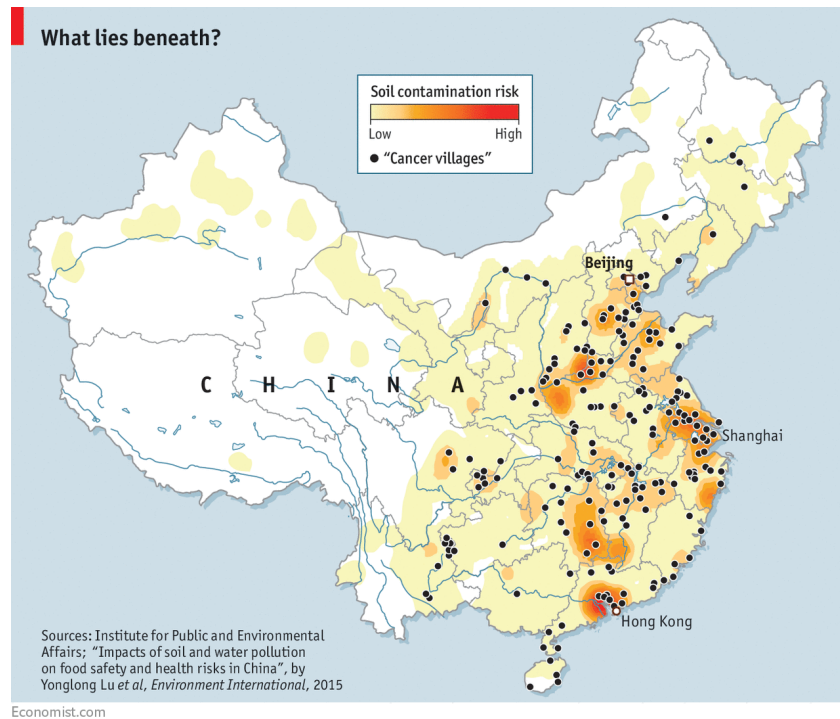 What lies beneath?
Soil contamination risk
Low High
"Cancer villages"
Beijing
C H I N A
Shanghai
Hong Kong
Sources: Institute for Public and Environmental
Affairs; "Impacts of soil and water pollution
on food safety and health risks in China", by
Yonglong Lu et al, Environment International, 2015
Economist.com